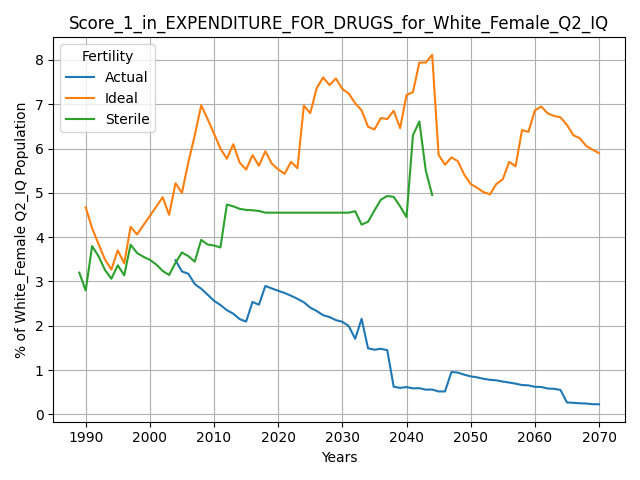 Score_1_in_EXPENDITURE_FOR_DRUGS_for_White_Female_Q2_IQ
Fertility
Actual
Ideal
Sterile
% of White_Female Q2_IQ Population
8
7
6
5
4
3
2
1
0
1990 2000 2010 2020 2030 2040 2050 2060 2070
Years